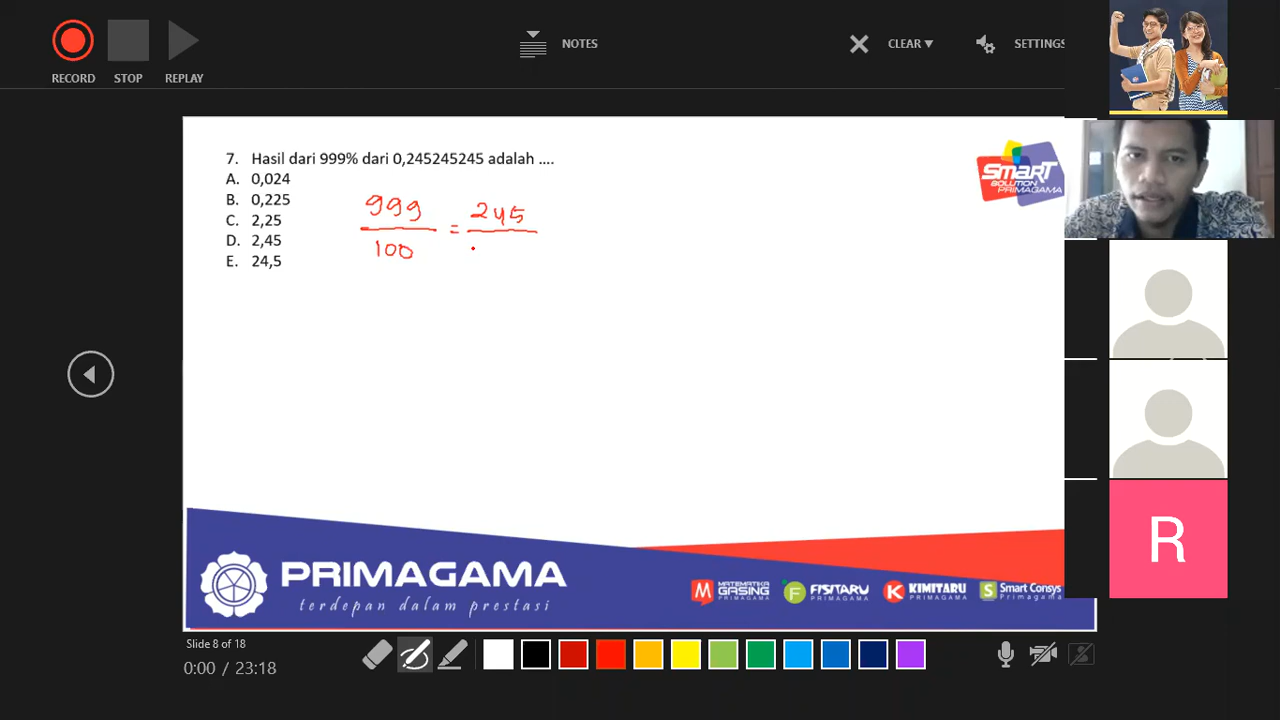 RECORD STOP REPLAY
NOTES
CLEAR
SETTINGS
7. Hasil dari 999% dari 0,245245245 adalah ....
A. 0,024
B. 0,225
C. 2,25
D. 2,45
E. 24,5
999 / 100 = 245
SMART
SOLUTION
PRIMAGAMA
R
PRIMAGAMA
terdepan dalam prestasi
M MATEMATIKA GASING PRIMAGAMA
F FISITARU PRIMAGAMA
K KIMITARU PRIMAGAMA
S Smart Consys Primagama
Slide 8 of 18
0:00 / 23:18